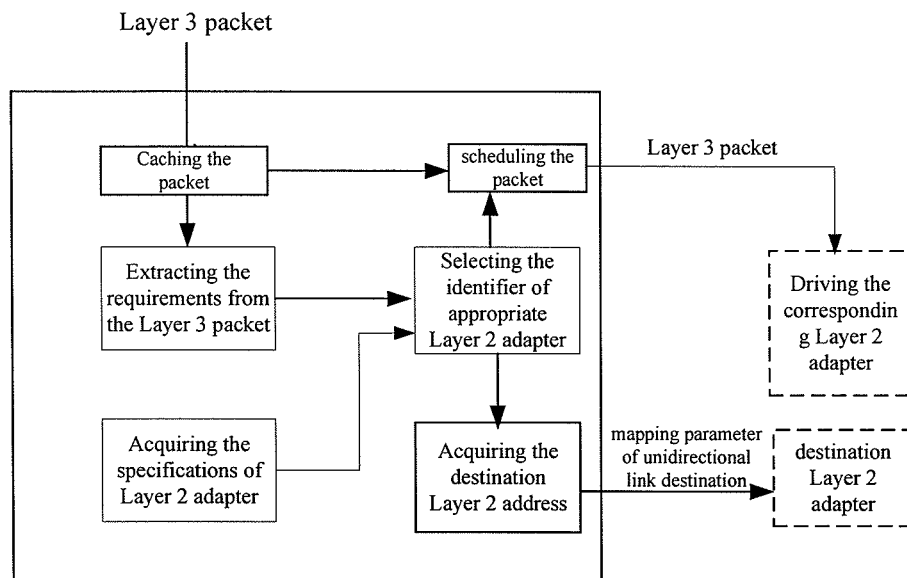 Layer 3 packet
Caching the
packet
scheduling the
packet
Layer 3 packet
Extracting the
requirements from
the Layer 3 packet
Selecting the
identifier of
appropriate
Layer 2 adapter
Driving the
correspondin
g Layer 2
adapter
Acquiring the
specifications of
Layer 2 adapter
Acquiring the
destination
Layer 2 address
mapping parameter
of unidirectional
link destination
destination
Layer 2
adapter